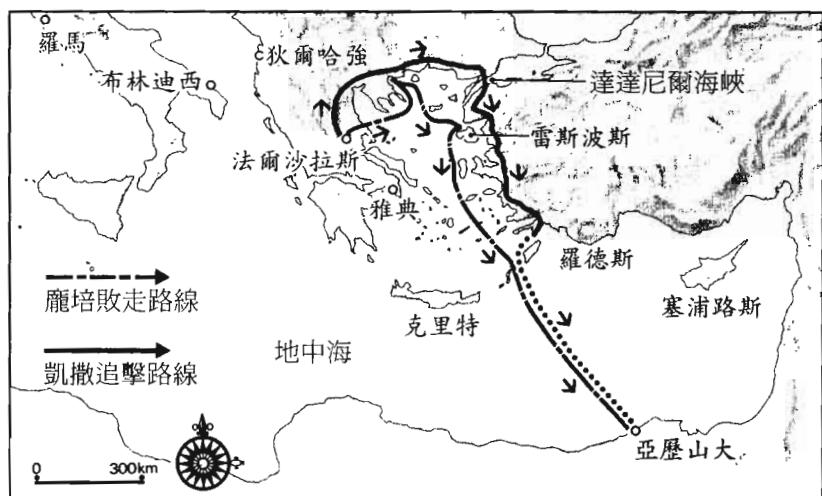 羅馬
狄爾哈強
布林迪西
達達尼爾海峽
雷斯波斯
法爾沙拉斯
雅典
羅德斯
塞浦路斯
龐培敗走路線
克里特
地中海
凱撒追擊路線
亞歷山大
0 300km